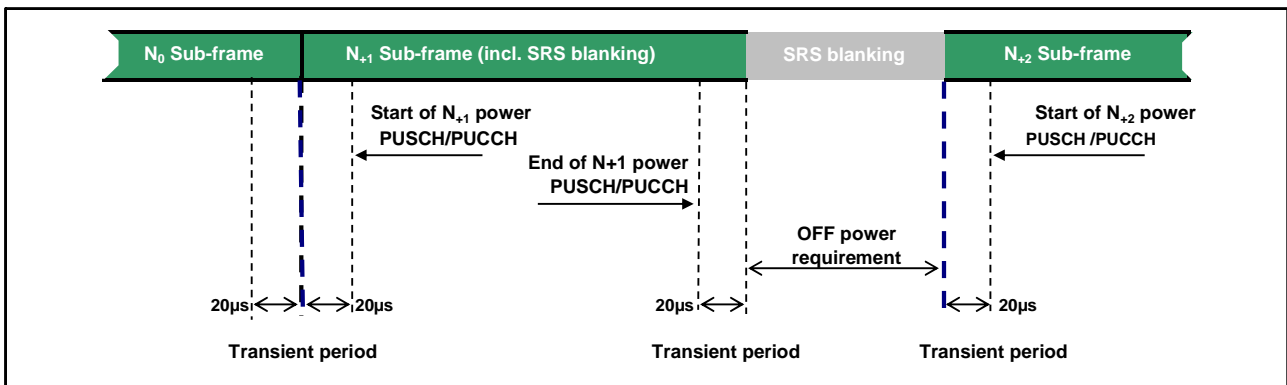 N₀ Sub-frame
N₊₁ Sub-frame (incl. SRS blanking)
SRS blanking
N₊₂ Sub-frame
Start of N₊₁ power
PUSCH/PUCCH
End of N+1 power
PUSCH/PUCCH
Start of N₊₂ power
PUSCH /PUCCH
OFF power
requirement
20µs
20µs
20µs
20µs
Transient period
Transient period
Transient period